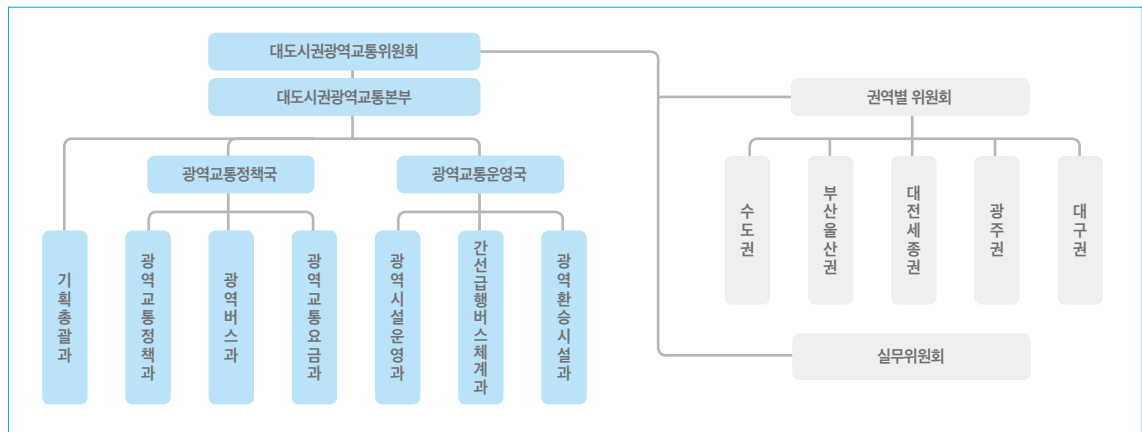 대도시권광역교통위원회
대도시권광역교통본부
광역교통정책국
광역교통운영국
기획총괄과
광역교통정책과
광역버스과
광역교통요금과
광역시설운영과
간선급행버스체계과
광역환승시설과
권역별 위원회
수도권
부산울산권
대전세종권
광주권
대구권
실무위원회